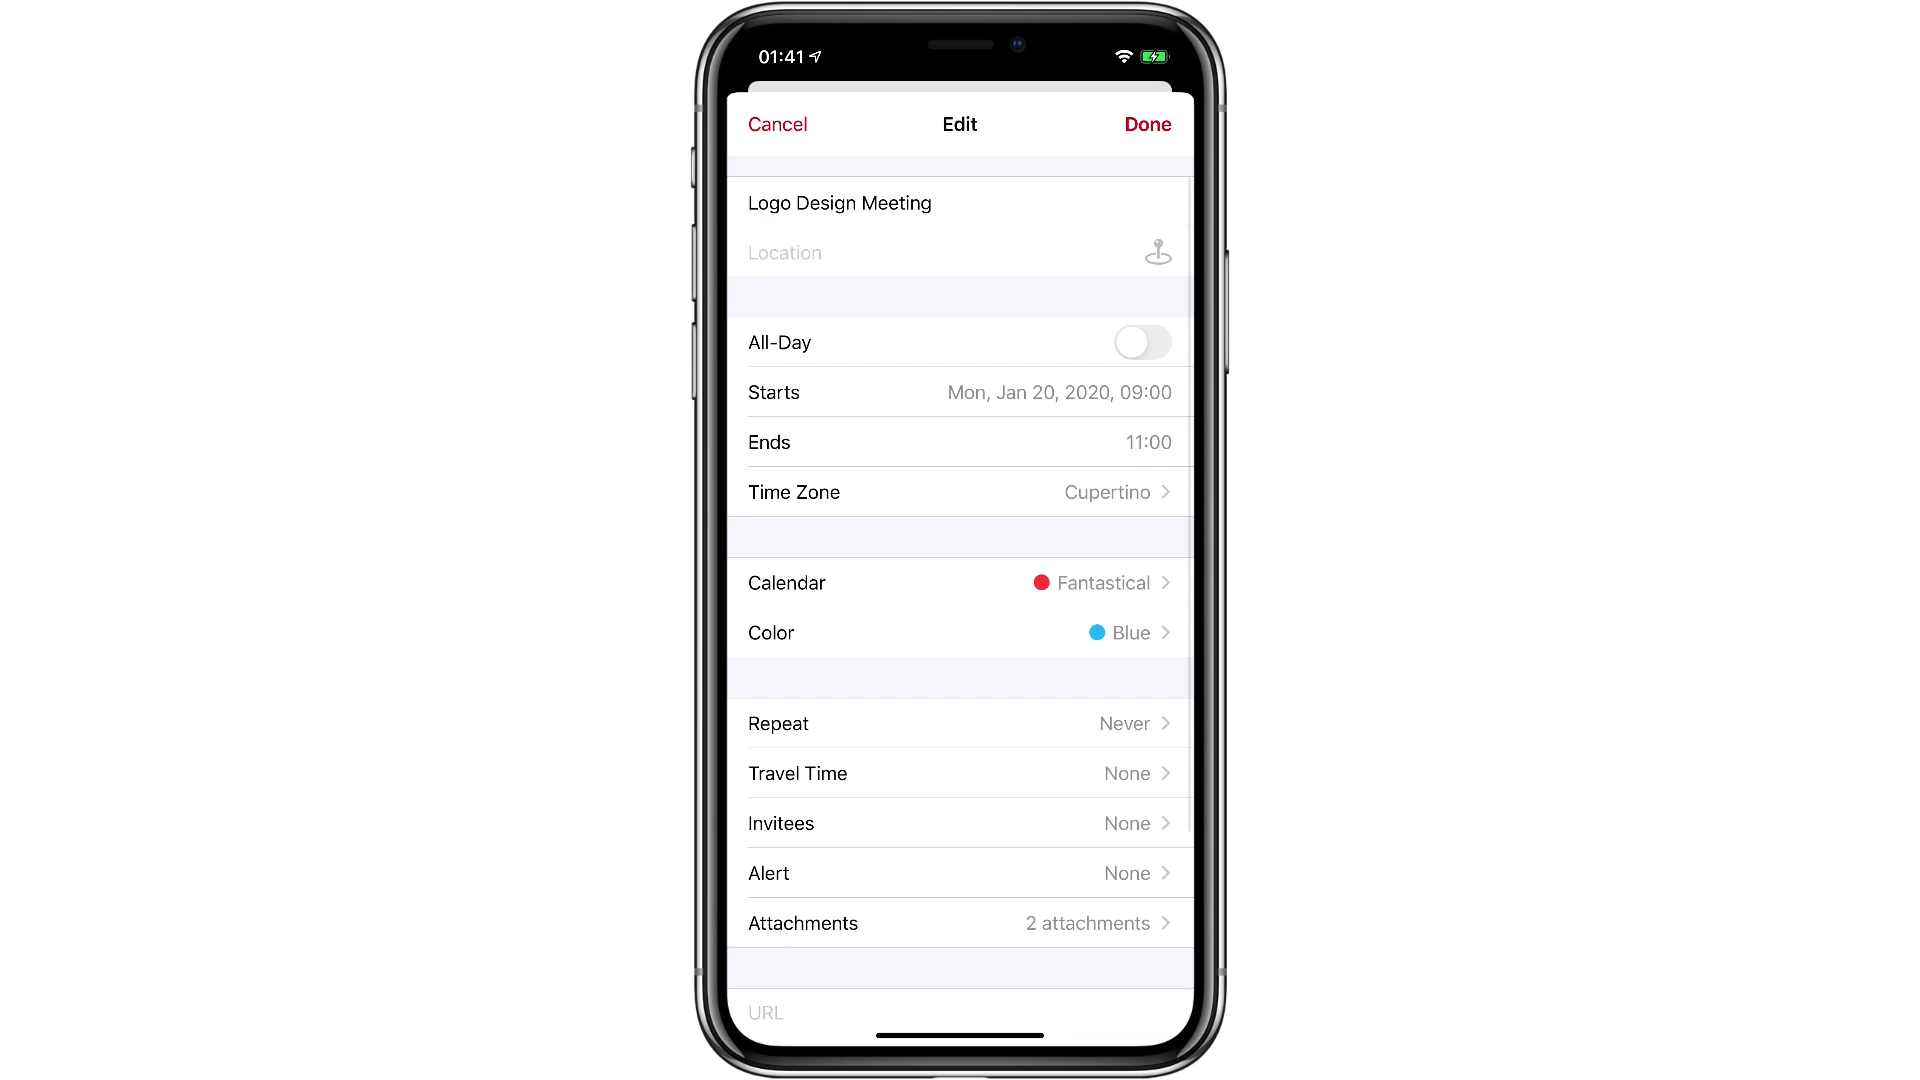 01:41
Cancel Edit Done
Logo Design Meeting
Location
All-Day
Starts Mon, Jan 20, 2020, 09:00
Ends 11:00
Time Zone Cupertino
Calendar Fantastical
Color Blue
Repeat Never
Travel Time None
Invitees None
Alert None
Attachments 2 attachments
URL